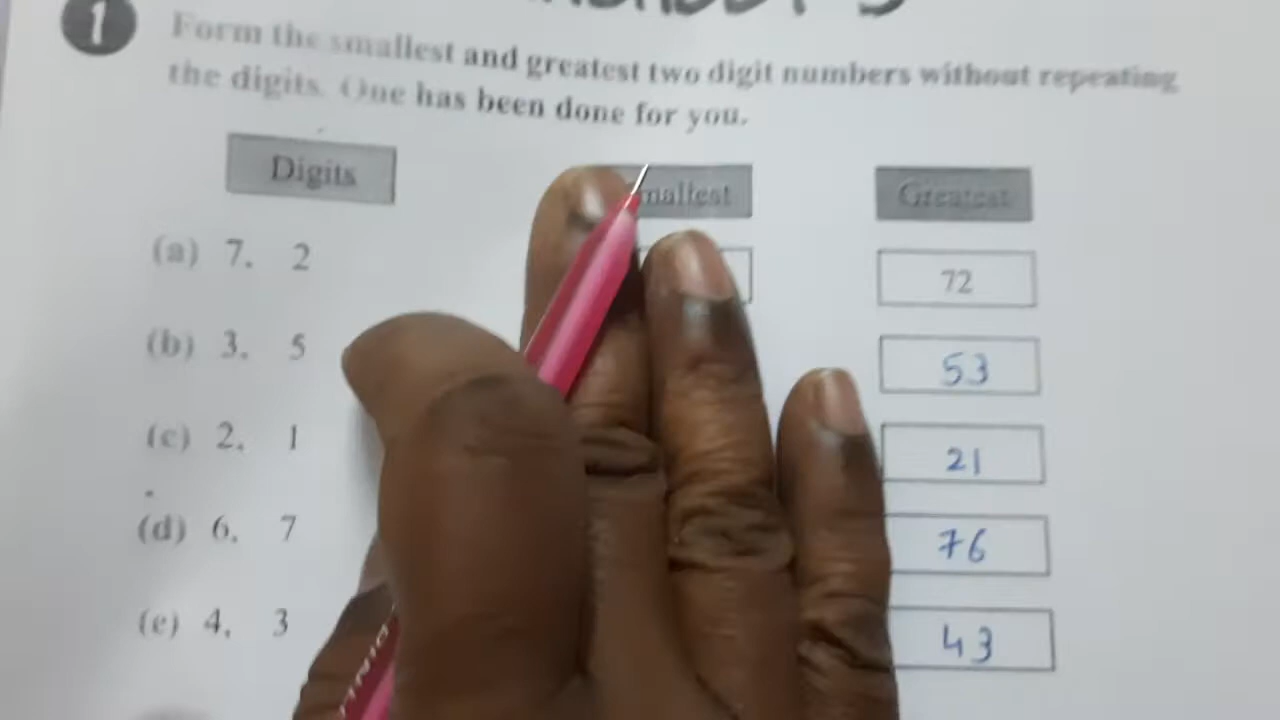 1
Form the smallest and greatest two digit numbers without repeating
the digits. One has been done for you.
Digits Greatest
(a) 7, 2 72
(b) 3, 5 53
(c) 2, 1 21
(d) 6, 7 76
(e) 4, 3 43